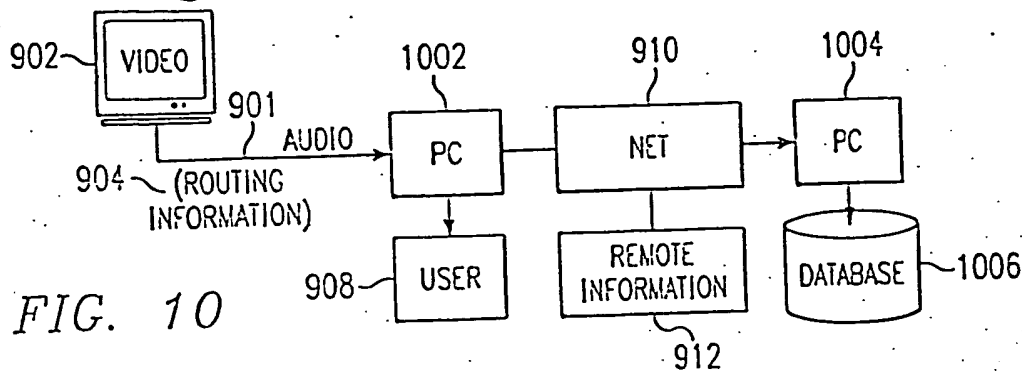 902
VIDEO
901
904
AUDIO
(ROUTING
INFORMATION)
1002
PC
908
USER
910
NET
REMOTE
INFORMATION
912
1004
PC
DATABASE
1006
FIG. 10